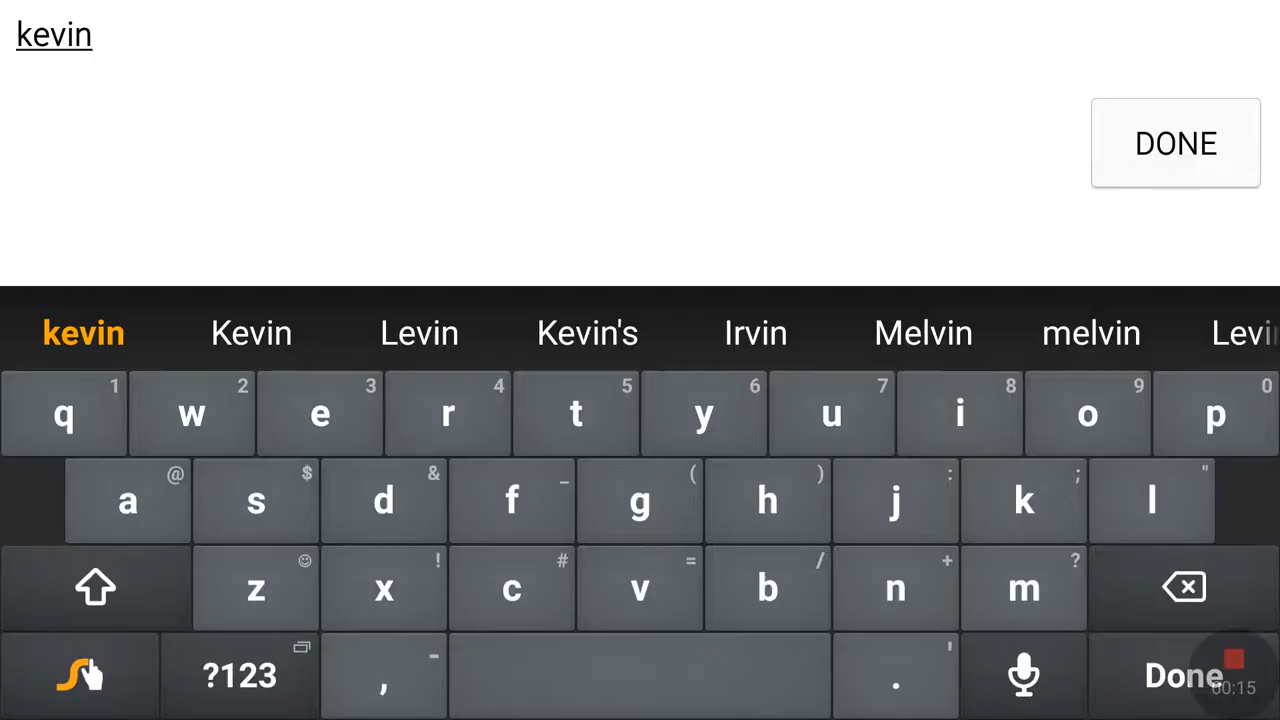 kevin
DONE
kevin Kevin Levin Kevin's Irvin Melvin melvin
1 2 3 4 5 6 7 8 9 0
q w e r t y u i o p
@ $ & _ ( ) : ; "
a s d f g h j k l
! # = / + ?
z x c v b n m
- '
?123 , . Done
00:15